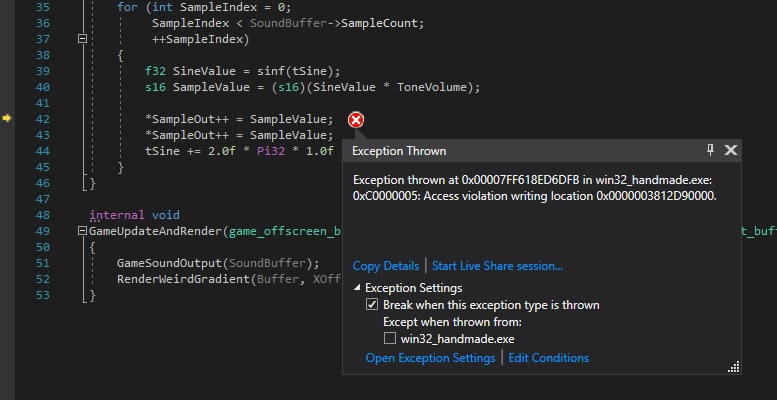 35 for (int SampleIndex = 0;
36 SampleIndex < SoundBuffer->SampleCount;
37 ++SampleIndex)
38 {
39 f32 SineValue = sinf(tSine);
40 s16 SampleValue = (s16)(SineValue * ToneVolume);
41
42 *SampleOut++ = SampleValue;
43 *SampleOut++ = SampleValue;
44 tSine += 2.0f * Pi32 * 1.0f
45 }
46 }
47
48 internal void
49 GameUpdateAndRender(game_offscreen_b t_buff
50 {
51 GameSoundOutput(SoundBuffer);
52 RenderWeirdGradient(Buffer, XOff
53 }
Exception Thrown
Exception thrown at 0x00007FF618ED6DFB in win32_handmade.exe:
0xC0000005: Access violation writing location 0x0000003812D90000.
Copy Details | Start Live Share session...
Exception Settings
Break when this exception type is thrown
Except when thrown from:
win32_handmade.exe
Open Exception Settings | Edit Conditions